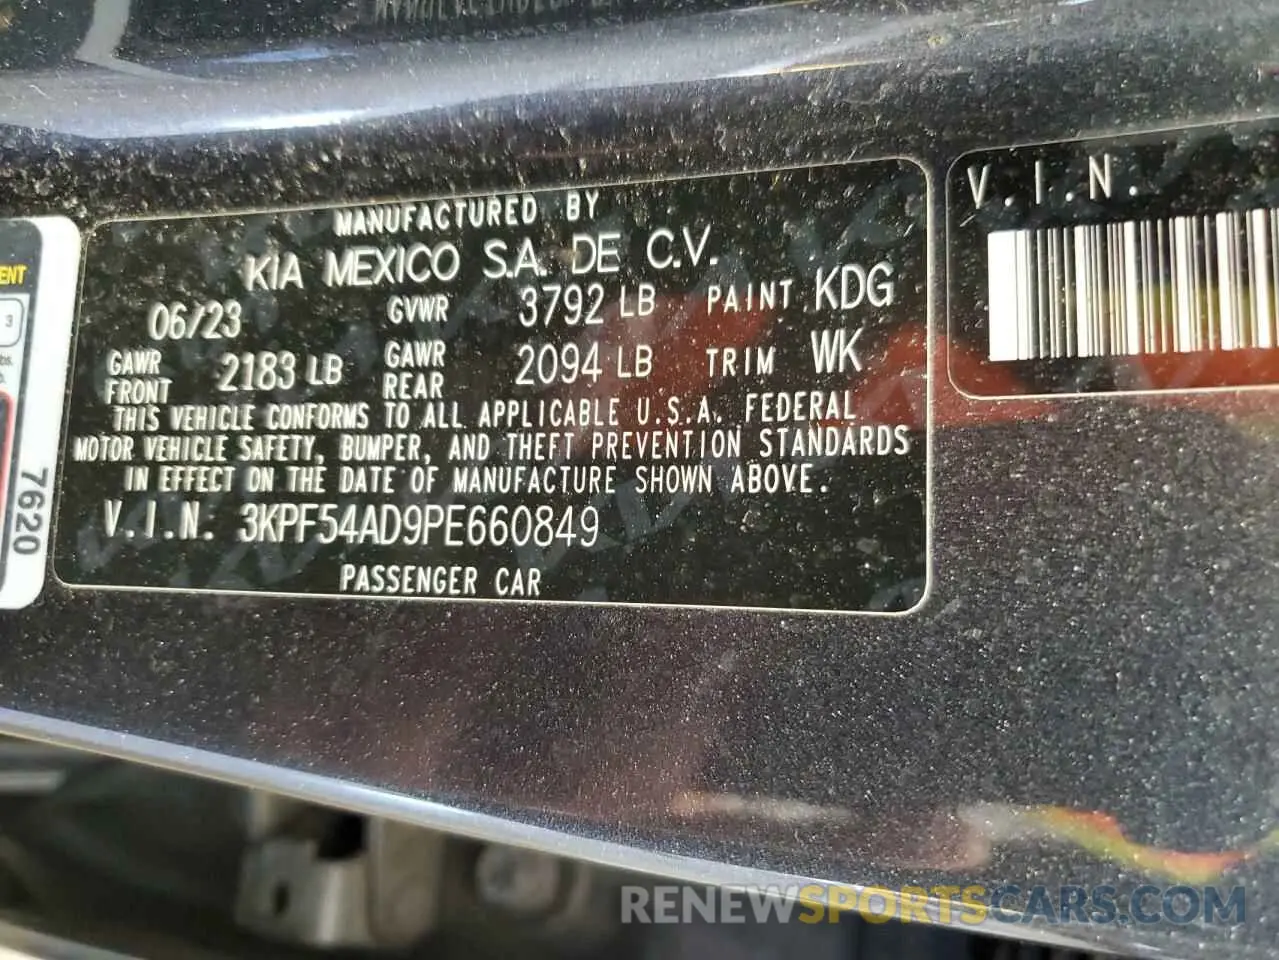 MANUFACTURED BY
KIA MEXICO S.A. DE C.V.
06/23 GVWR 3792 LB PAINT KDG
GAWR FRONT 2183 LB GAWR REAR 2094 LB TRIM WK
THIS VEHICLE CONFORMS TO ALL APPLICABLE U.S.A. FEDERAL
MOTOR VEHICLE SAFETY, BUMPER, AND THEFT PREVENTION STANDARDS
IN EFFECT ON THE DATE OF MANUFACTURE SHOWN ABOVE.
V.I.N. 3KPF54AD9PE660849
PASSENGER CAR
V.I.N.
3
7620
RENEWSPORTSCARS.COM